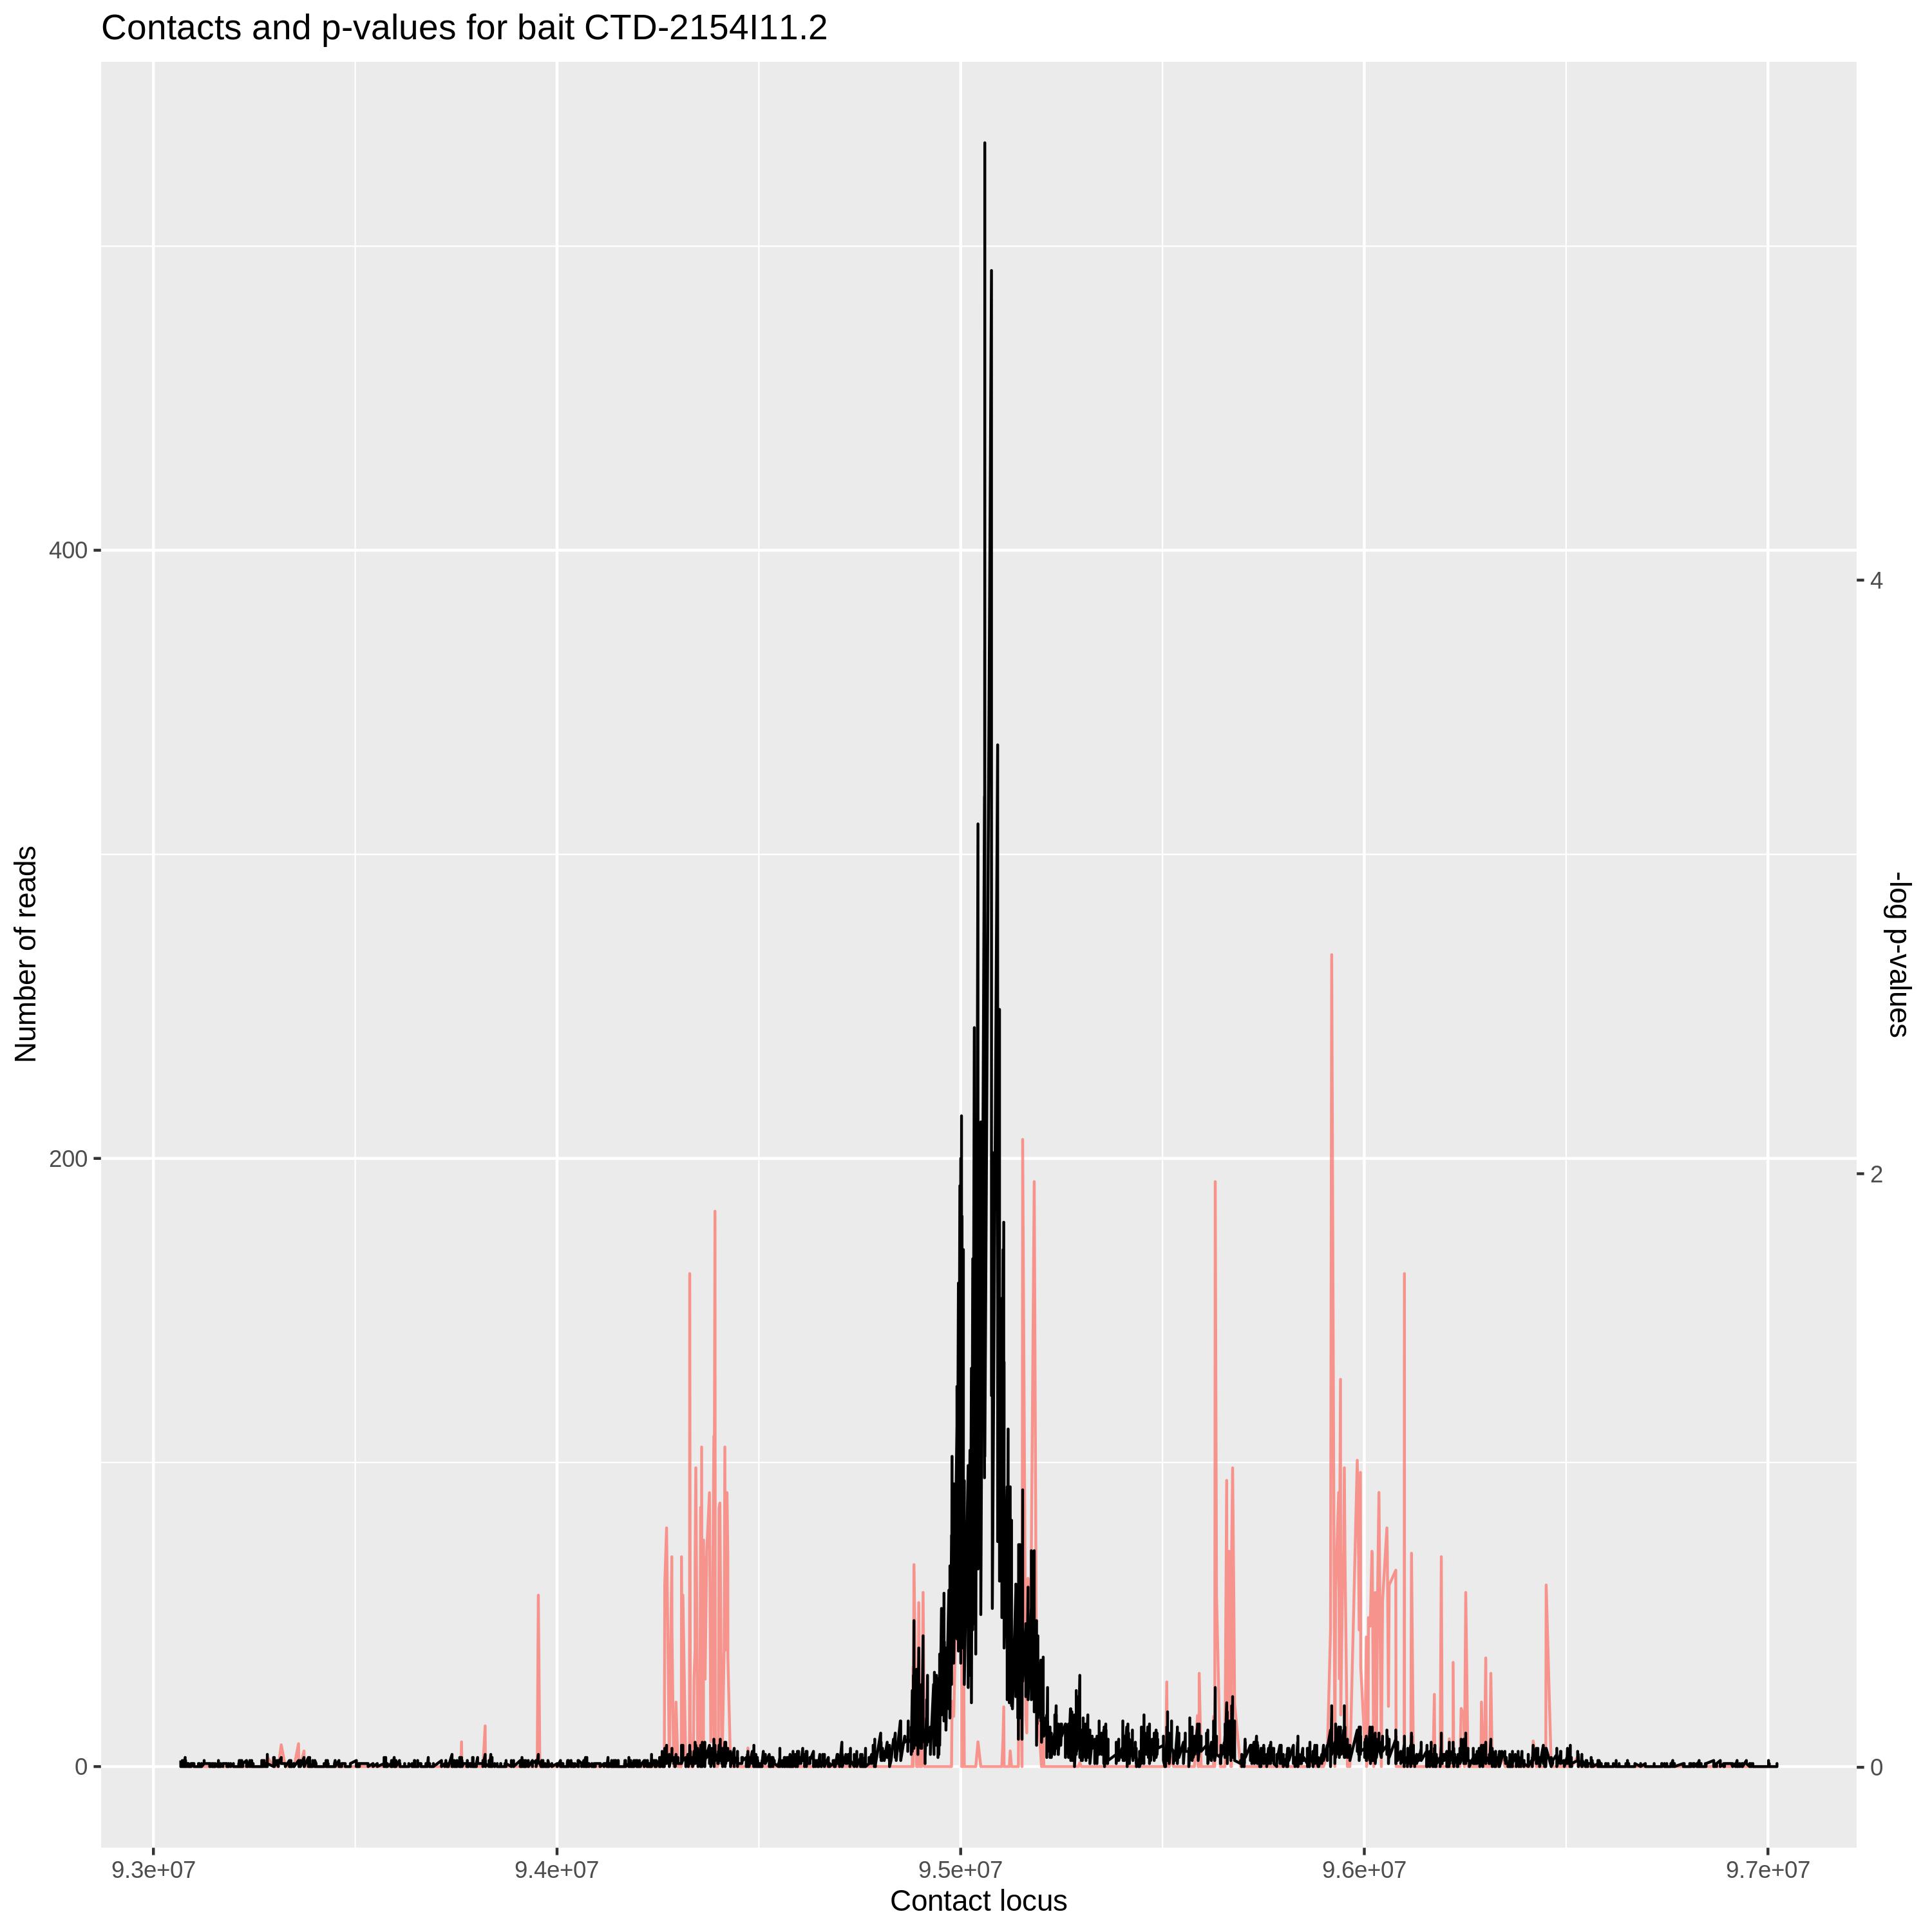 Contacts and p-values for bait CTD-2154I11.2
Number of reads
400
200
0
4
2
0
-log p-values
9.3e+07
9.4e+07
9.5e+07
9.6e+07
9.7e+07
Contact locus